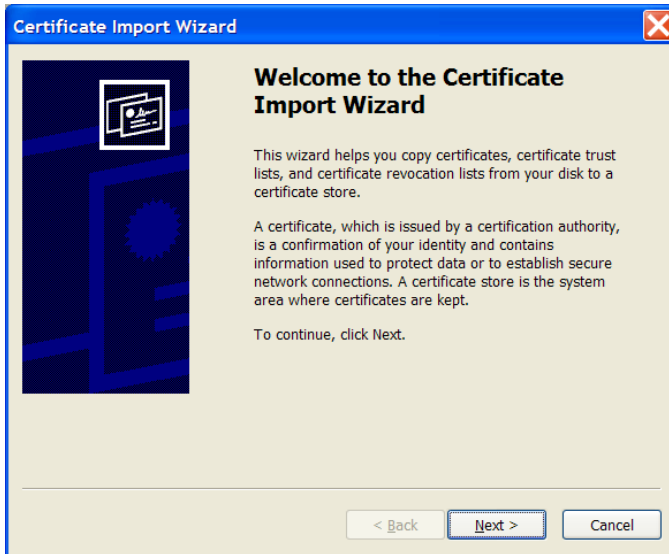 Certificate Import Wizard
Welcome to the Certificate
Import Wizard
This wizard helps you copy certificates, certificate trust
lists, and certificate revocation lists from your disk to a
certificate store.
A certificate, which is issued by a certification authority,
is a confirmation of your identity and contains
information used to protect data or to establish secure
network connections. A certificate store is the system
area where certificates are kept.
To continue, click Next.
< Back
Next >
Cancel